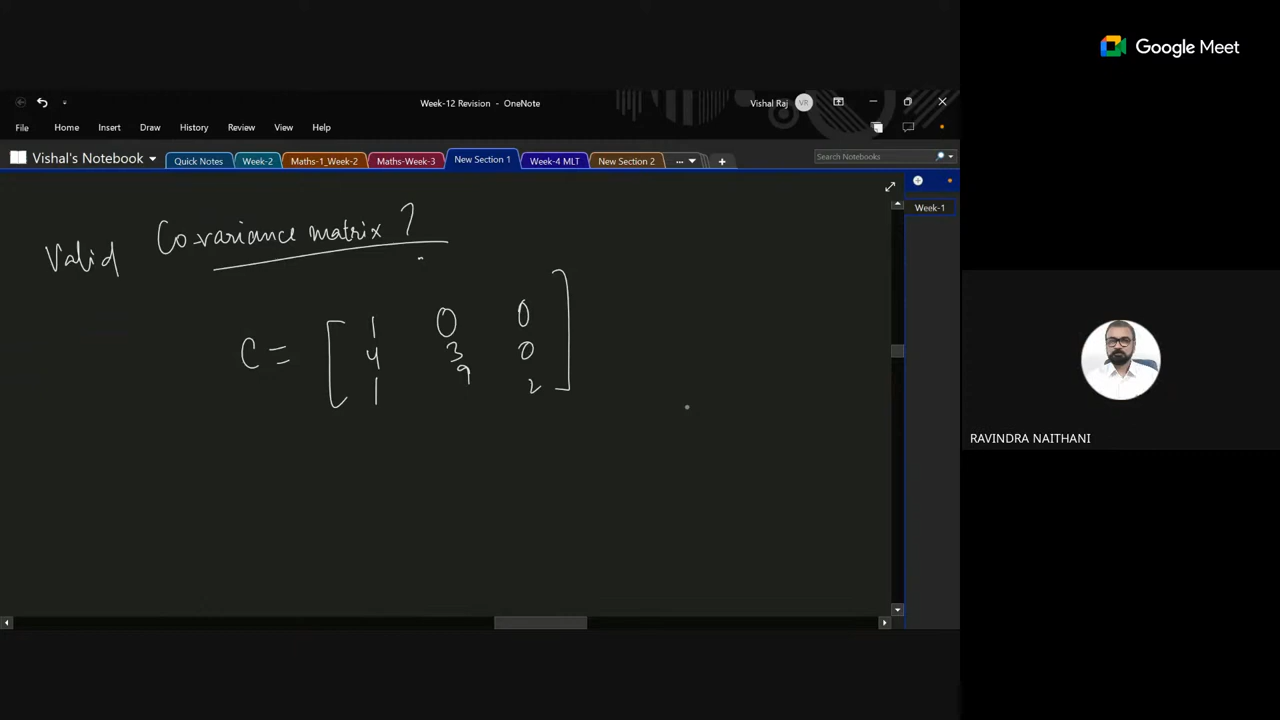 Google Meet
Week-12 Revision - OneNote
Vishal Raj VR
File Home Insert Draw History Review View Help
Vishal's Notebook Quick Notes Week-2 Maths-1_Week-2 Maths-Week-3 New Section 1 Week-4 MLT New Section 2 ... + Search Notebooks
Week-1
Valid Covariance matrix ?
C = [ 1 0 0
4 3 0
1 9 2 ]
RAVINDRA NAITHANI